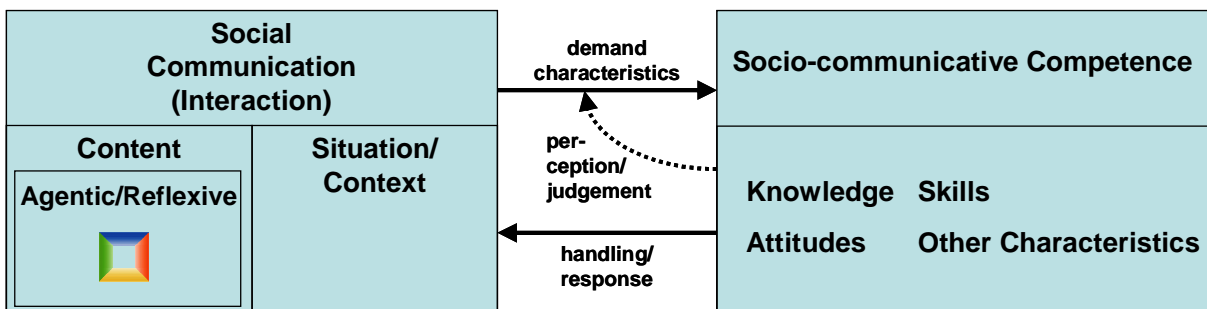 Social
Communication
(Interaction)
Content
Agentic/Reflexive
Situation/
Context
demand
characteristics
per-
ception/
judgement
handling/
response
Socio-communicative Competence
Knowledge Skills
Attitudes Other Characteristics